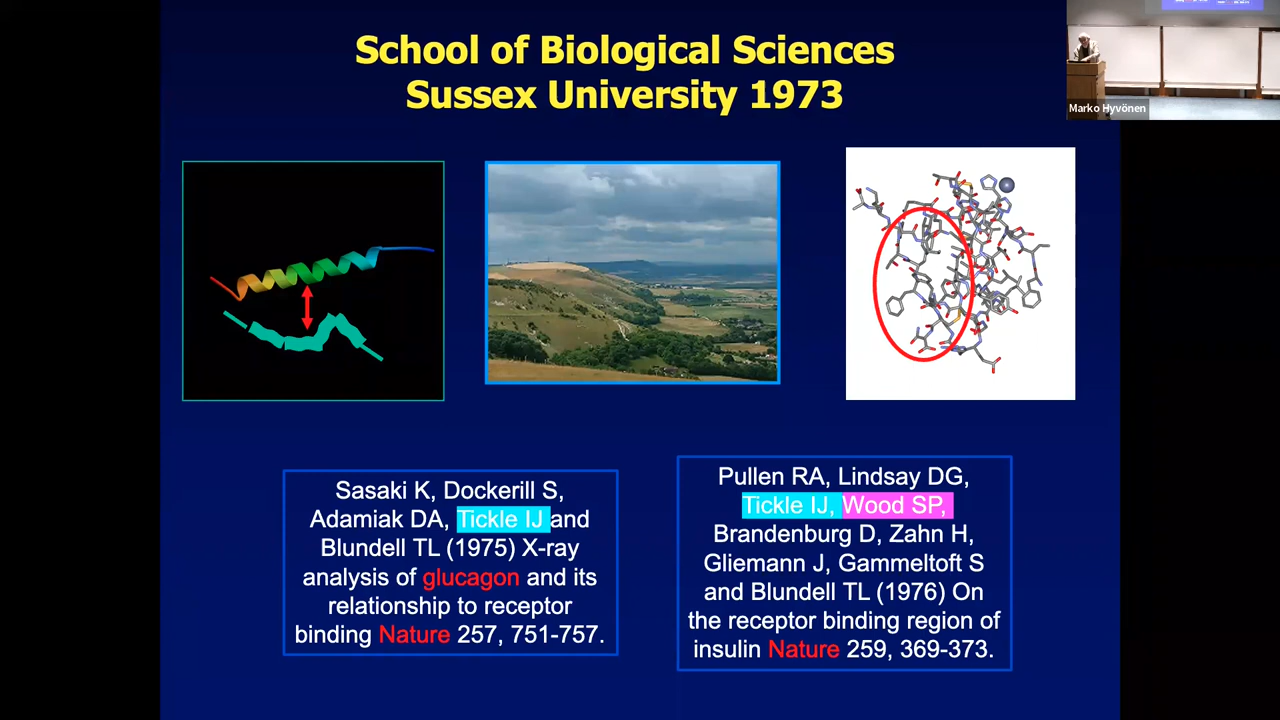 School of Biological Sciences
Sussex University 1973
Marko Hyvönen
Sasaki K, Dockerill S,
Adamiak DA, Tickle IJ and
Blundell TL (1975) X-ray
analysis of glucagon and its
relationship to receptor
binding Nature 257, 751-757.
Pullen RA, Lindsay DG,
Tickle IJ, Wood SP,
Brandenburg D, Zahn H,
Gliemann J, Gammeltoft S
and Blundell TL (1976) On
the receptor binding region of
insulin Nature 259, 369-373.